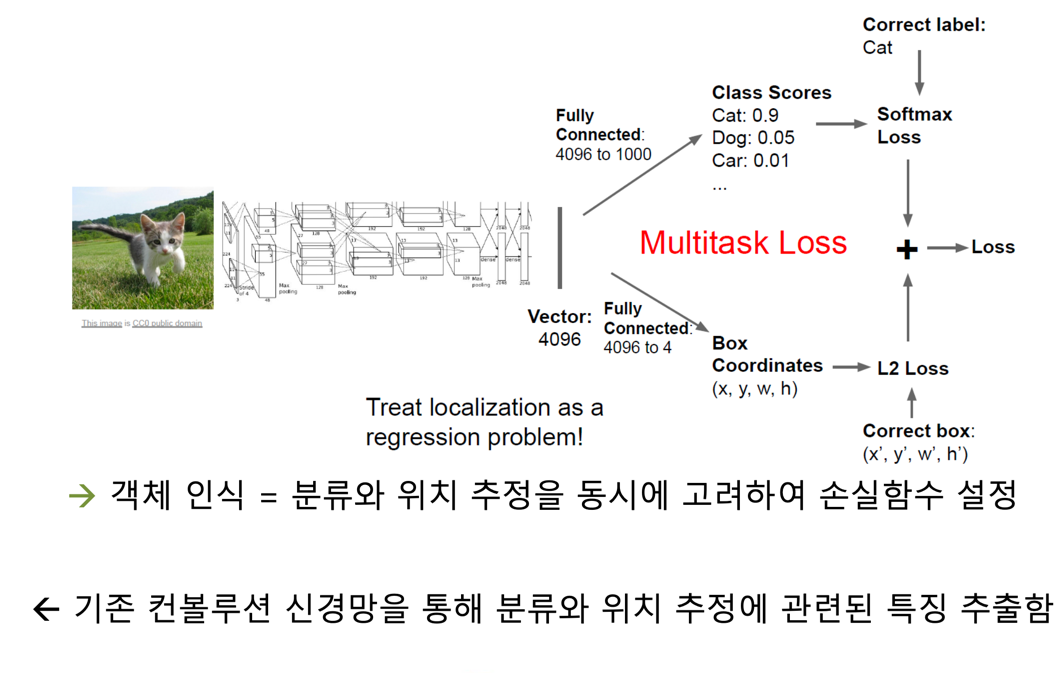 Correct label:
Cat
Class Scores
Cat: 0.9
Dog: 0.05
Car: 0.01
...
Softmax
Loss
Fully
Connected:
4096 to 1000
Multitask Loss
+
Loss
This image is CC0 public domain
Vector:
4096
Fully
Connected:
4096 to 4
Box
Coordinates
(x, y, w, h)
L2 Loss
Correct box:
(x’, y’, w’, h’)
Treat localization as a
regression problem!
→ 객체 인식 = 분류와 위치 추정을 동시에 고려하여 손실함수 설정
← 기존 컨볼루션 신경망을 통해 분류와 위치 추정에 관련된 특징 추출함